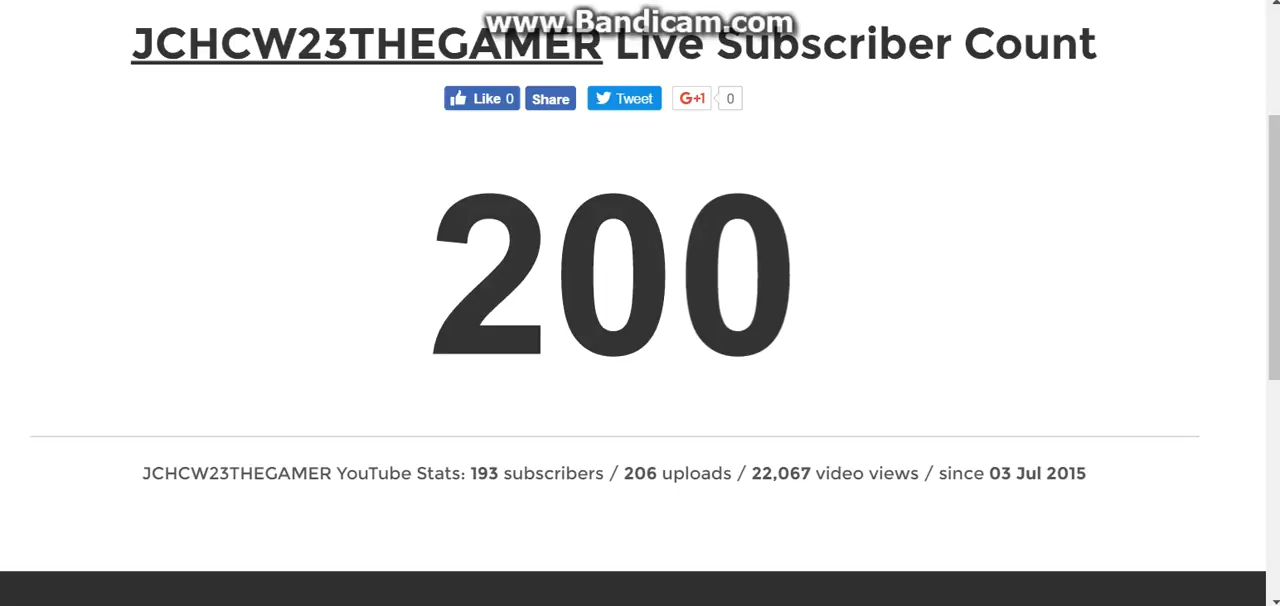 www.Bandicam.com
JCHCW23THEGAMER Live Subscriber Count
Like 0 Share Tweet G+1 0
200
JCHCW23THEGAMER YouTube Stats: 193 subscribers / 206 uploads / 22,067 video views / since 03 Jul 2015